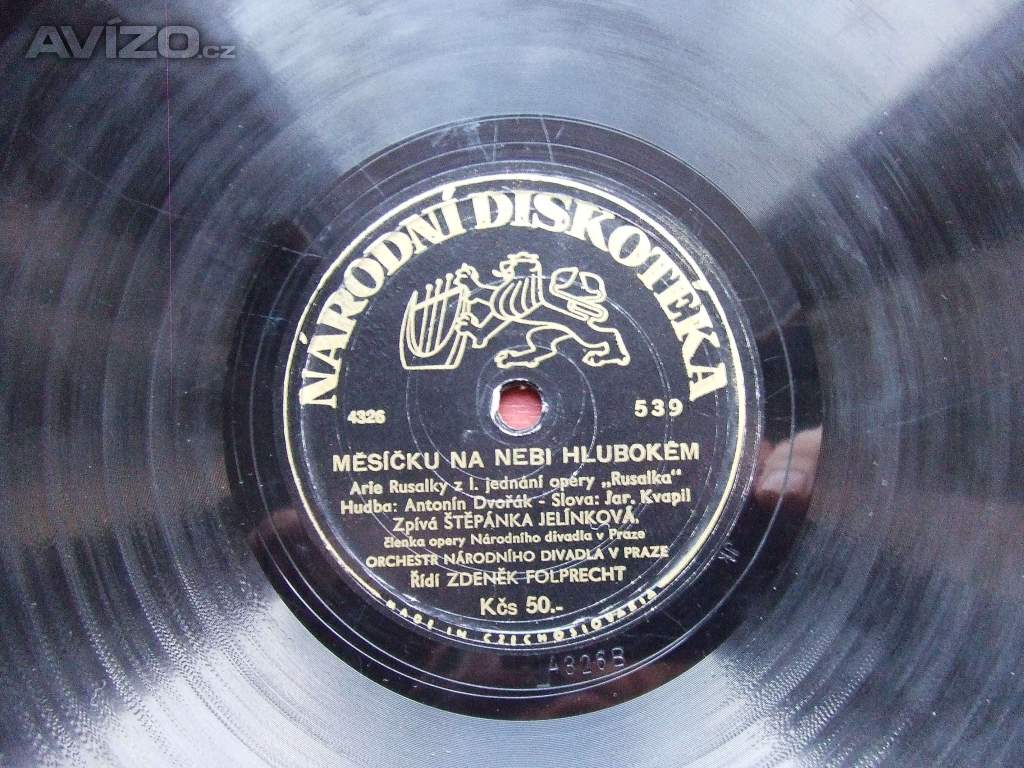 AVÍZO.cz
NÁRODNÍ DISKOTÉKA
4326
539
MĚSÍČKU NA NEBI HLUBOKÉM
Arie Rusalky z I. jednání opéry „Rusalka“
Hudba: Antonín Dvořák - Slova: Jar. Kvapil
Zpívá ŠTĚPÁNKA JELÍNKOVÁ,
členka opery Národního divadla v Praze
ORCHESTR NÁRODNÍHO DIVADLA V PRAZE
Řídí ZDENĚK FOLPRECHT
Kčs 50.-
MADE IN CZECHOSLOVAKIA
4326B